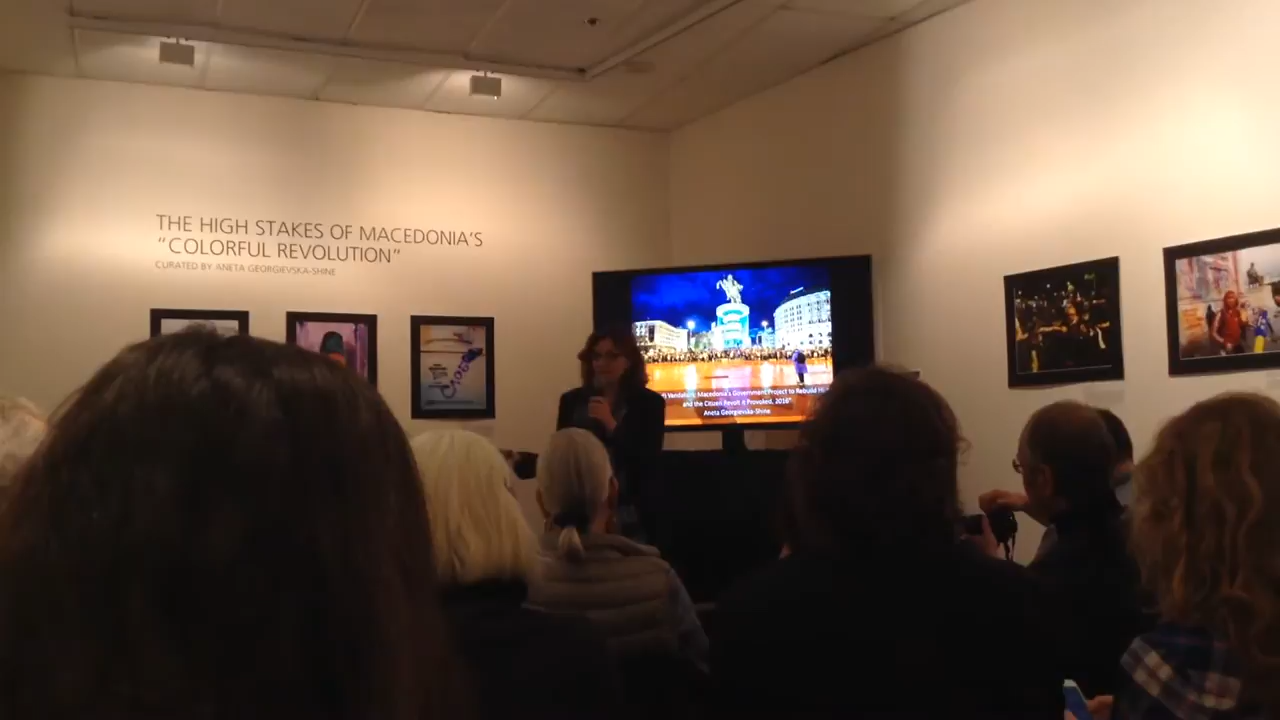 THE HIGH STAKES OF MACEDONIA'S
"COLORFUL REVOLUTION"
CURATED BY ANETA GEORGIEVSKA-SHINE
Vandalism: Macedonia's Government Project to Rebuild
and the Citizen Revolt it Provoked, 2016"
Aneta Georgievska-Shine